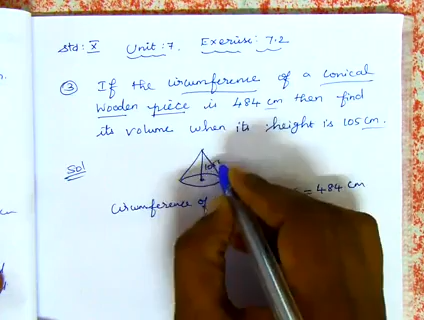 Std: X Unit: 7. Exercise: 7.2
③ If the circumference of a conical
wooden piece is 484 cm then find
its volume when its height is 105 cm.
Sol
105
Circumference of = 484 cm